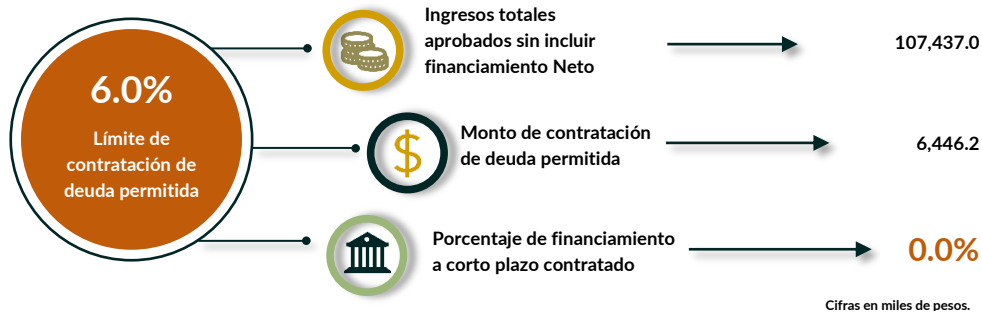 6.0%
Límite de
contratación de
deuda permitida
Ingresos totales
aprobados sin incluir
financiamiento Neto
107,437.0
$
Monto de contratación
de deuda permitida
6,446.2
Porcentaje de financiamiento
a corto plazo contratado
0.0%
Cifras en miles de pesos.